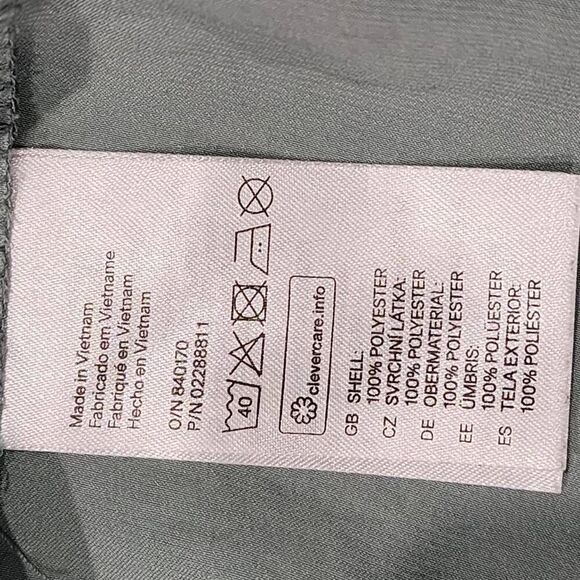 Made in Vietnam
Fabricado em Vietname
Fabriqué en Vietnam
Hecho en Vietnam
O/N 840170
P/N 02288811
40
clevercare.info
GB SHELL:
100% POLYESTER
CZ SVRCHNÍ LÁTKA:
100% POLYESTER
DE OBERMATERIAL:
100% POLYESTER
EE ÜMBRIS:
100% POLÜESTER
ES TELA EXTERIOR:
100% POLIÉSTER